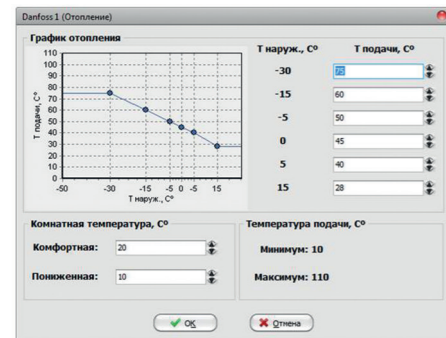 Danfoss 1 (Отопление)
График отопления
Т подачи, С°
110
100
90
80
70
60
50
40
30
20
10
0
-50 -30 -15 -5 0 5 15
Т наруж., С°
Т наруж., С° Т подачи, С°
-30 75
-15 60
-5 50
0 45
5 40
15 28
Комнатная температура, С°
Комфортная: 20
Пониженная: 10
Температура подачи, С°
Минимум: 10
Максимум: 110
OK
Отмена